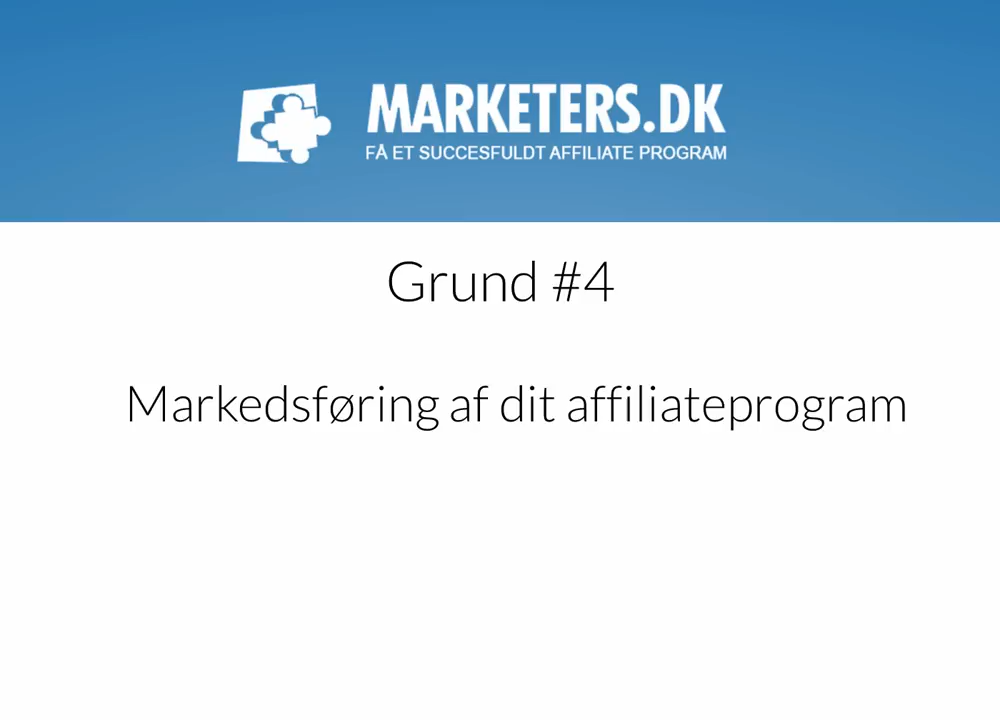 MARKETERS.DK
FÅ ET SUCCESFULDT AFFILIATE PROGRAM
Grund #4
Markedsføring af dit affiliateprogram